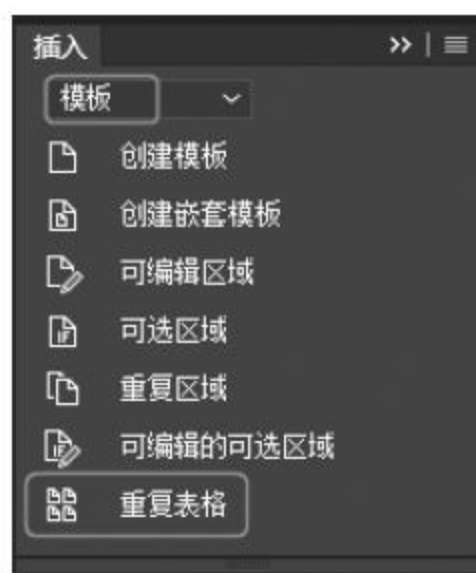 插入
模板
创建模板
创建嵌套模板
可编辑区域
可选区域
重复区域
可编辑的可选区域
重复表格